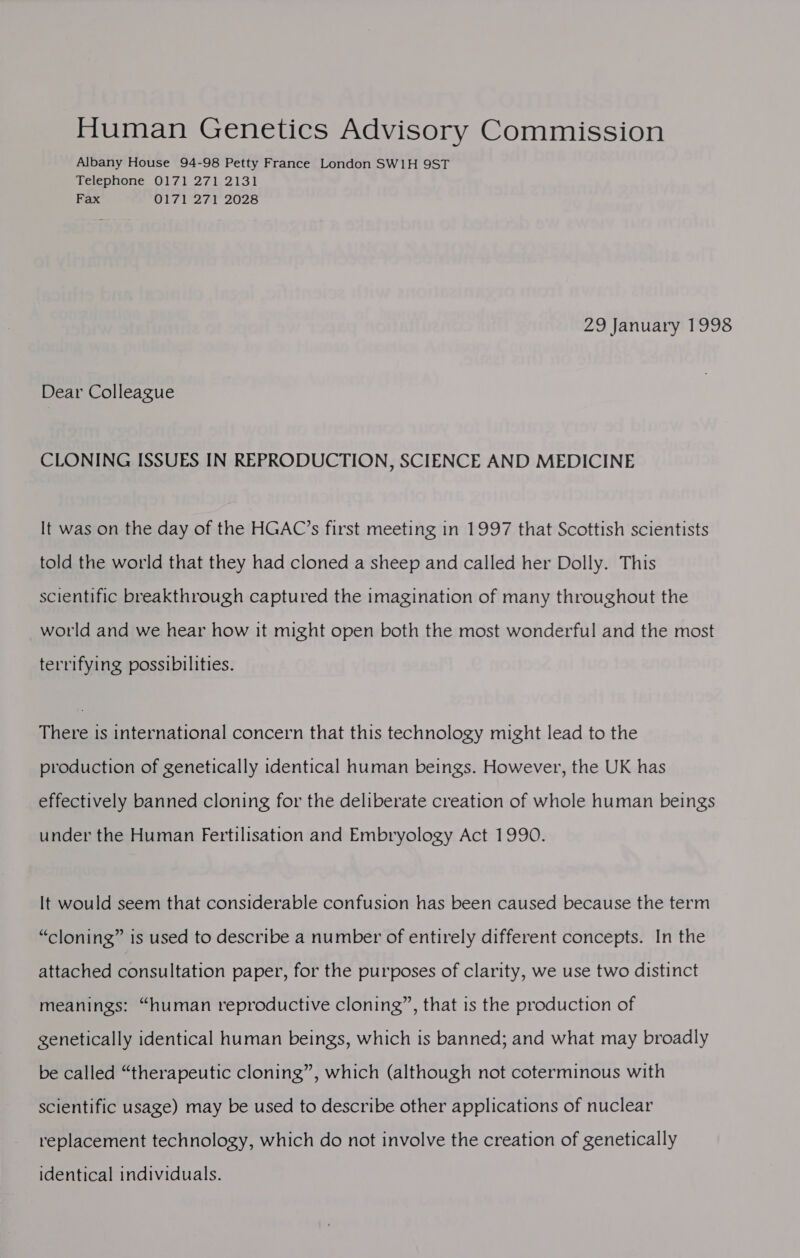 Human Genetics Advisory Commission
Albany House 94-98 Petty France London SW1H 9ST
Telephone 0171 271 2131
Fax 0171 271 2028
29 January 1998
Dear Colleague
CLONING ISSUES IN REPRODUCTION, SCIENCE AND MEDICINE
It was on the day of the HGAC’s first meeting in 1997 that Scottish scientists
told the world that they had cloned a sheep and called her Dolly. This
scientific breakthrough captured the imagination of many throughout the
world and we hear how it might open both the most wonderful and the most
terrifying possibilities.
There is international concern that this technology might lead to the
production of genetically identical human beings. However, the UK has
effectively banned cloning for the deliberate creation of whole human beings
under the Human Fertilisation and Embryology Act 1990.
It would seem that considerable confusion has been caused because the term
“cloning” is used to describe a number of entirely different concepts. In the
attached consultation paper, for the purposes of clarity, we use two distinct
meanings: “human reproductive cloning”, that is the production of
genetically identical human beings, which is banned; and what may broadly
be called “therapeutic cloning”, which (although not coterminous with
scientific usage) may be used to describe other applications of nuclear
replacement technology, which do not involve the creation of genetically
identical individuals.